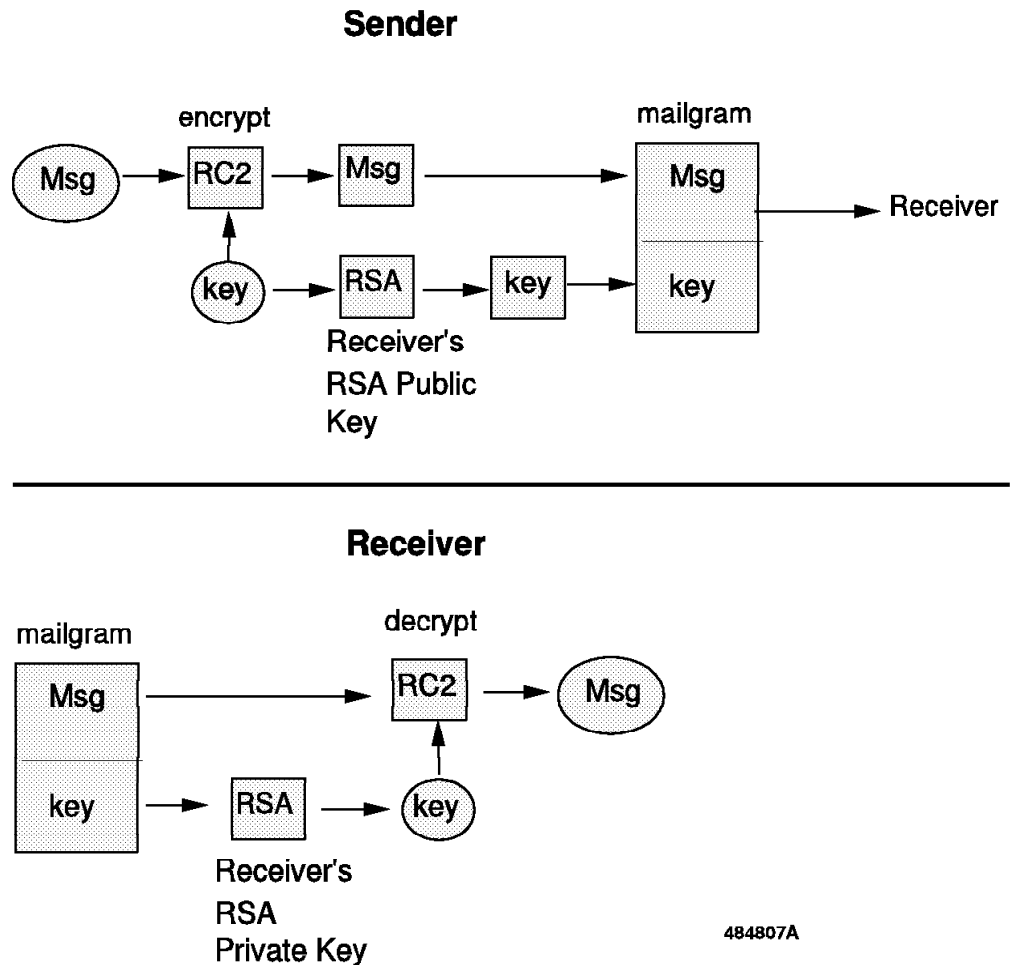 Sender
encrypt
mailgram
Msg
RC2
Msg
Msg
Receiver
key
RSA
key
key
Receiver's
RSA Public
Key
Receiver
mailgram
decrypt
Msg
RC2
Msg
key
RSA
key
Receiver's
RSA
Private Key
484807A